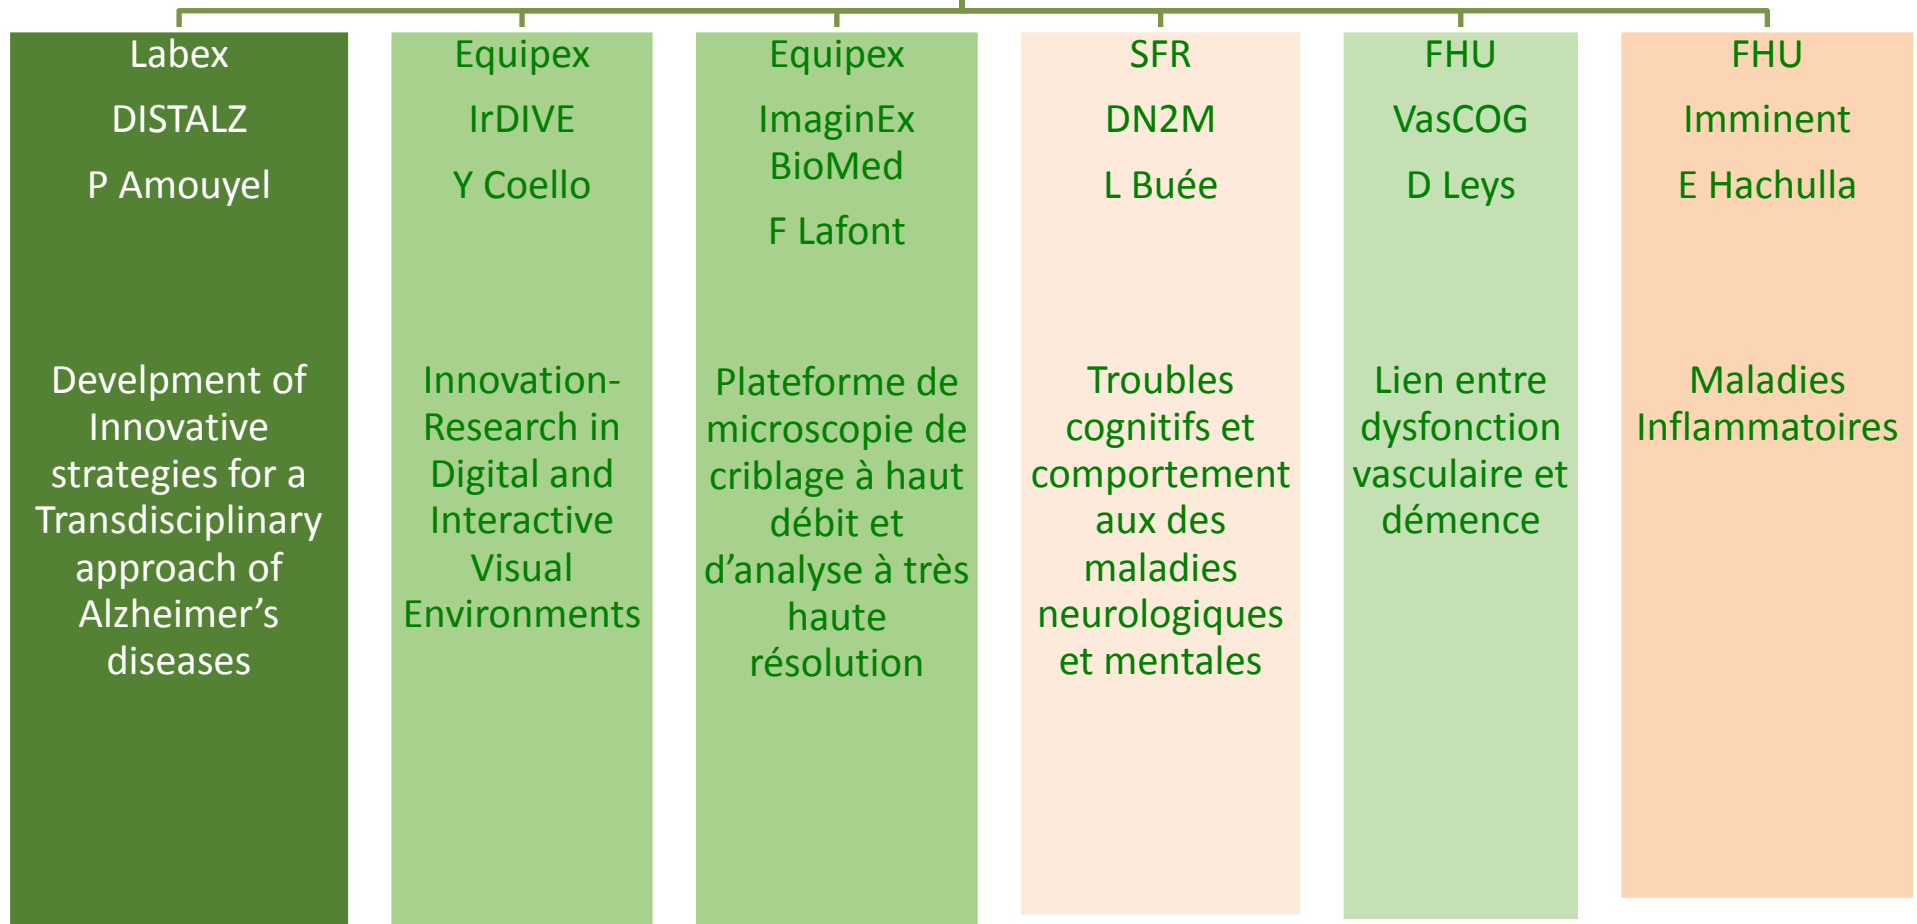 Labex
DISTALZ
P Amouyel
Develpment of
Innovative
strategies for a
Transdisciplinary
approach of
Alzheimer’s
diseases
Equipex
IrDIVE
Y Coello
Innovation-
Research in
Digital and
Interactive
Visual
Environments
Equipex
ImaginEx
BioMed
F Lafont
Plateforme de
microscopie de
criblage à haut
débit et
d’analyse à très
haute
résolution
SFR
DN2M
L Buée
Troubles
cognitifs et
comportement
aux des
maladies
neurologiques
et mentales
FHU
VasCOG
D Leys
Lien entre
dysfonction
vasculaire et
démence
FHU
Imminent
E Hachulla
Maladies
Inflammatoires